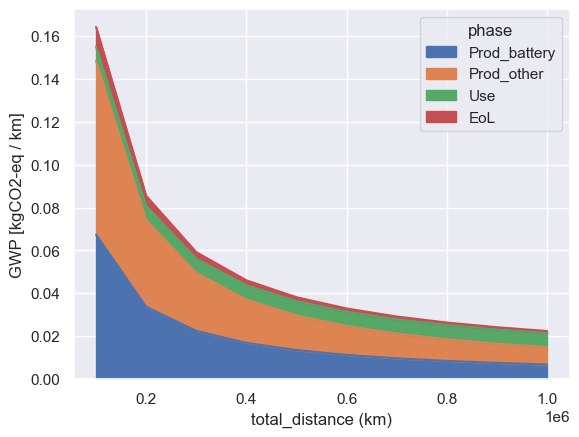 phase
Prod_battery
Prod_other
Use
EoL
GWP [kgCO2-eq / km]
0.16
0.14
0.12
0.10
0.08
0.06
0.04
0.02
0.00
0.2 0.4 0.6 0.8 1.0
1e6
total_distance (km)